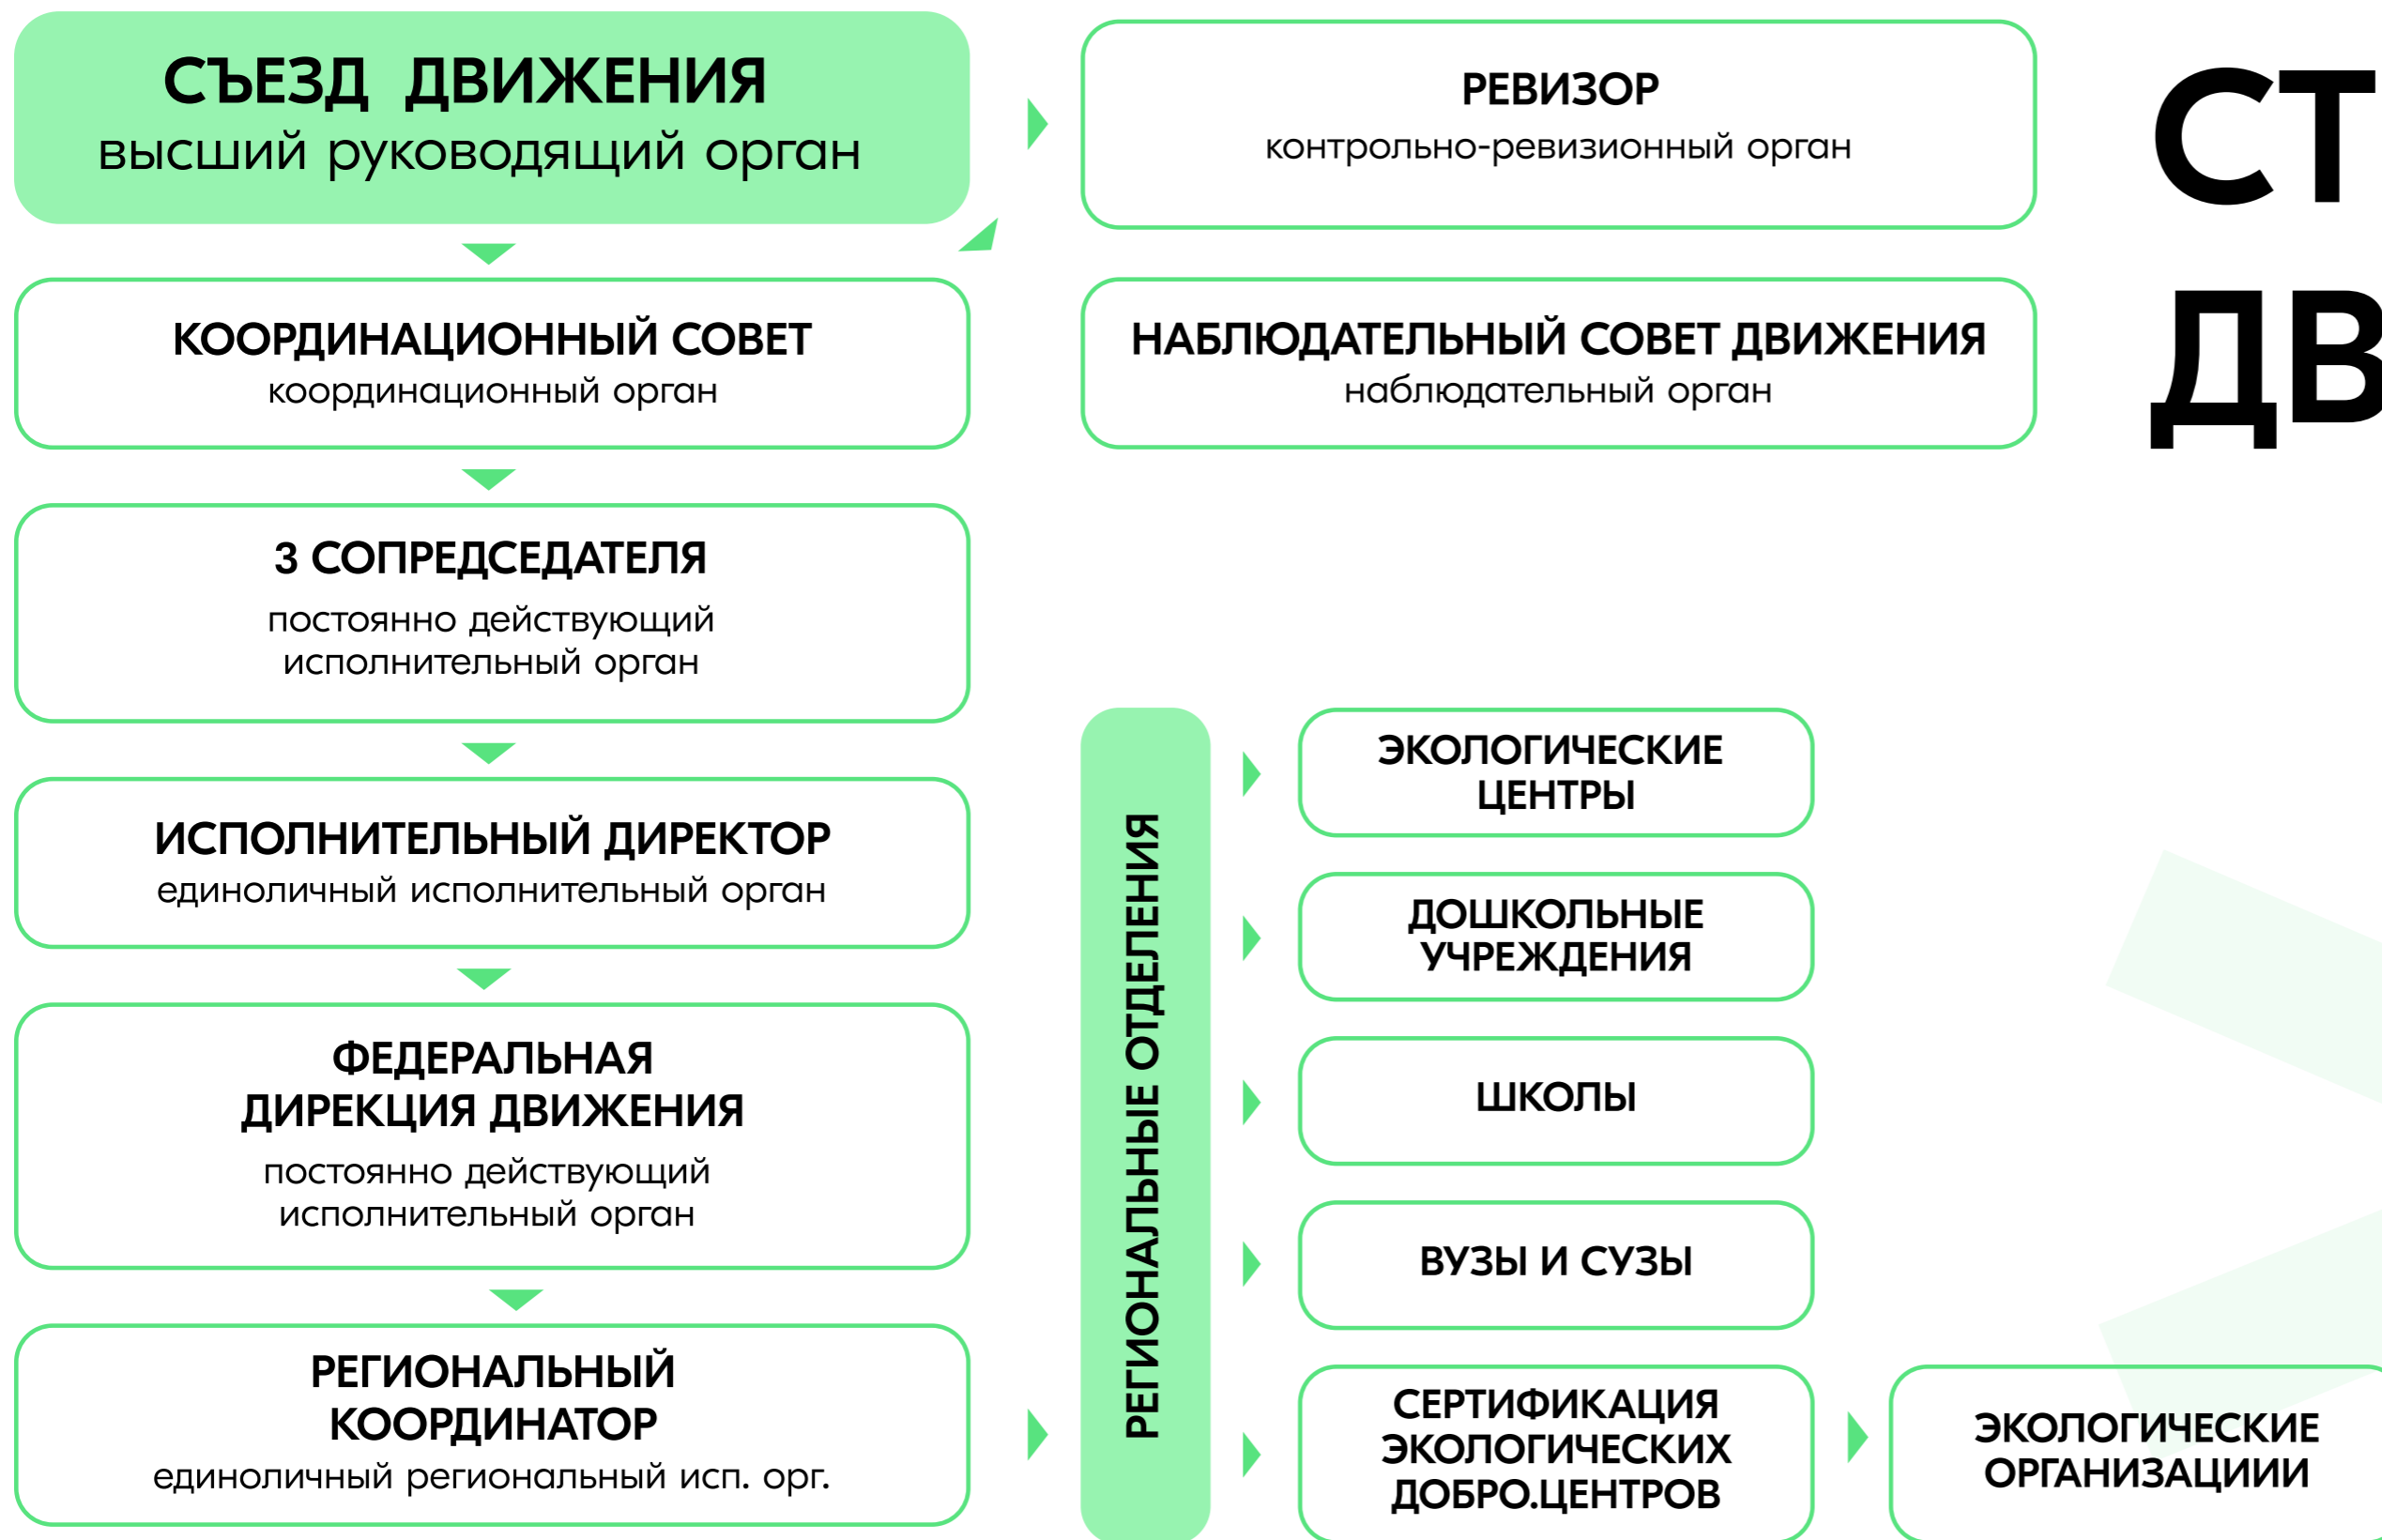 СЪЕЗД ДВИЖЕНИЯ
высший руководящий орган
РЕВИЗОР
контрольно-ревизионный орган
КООРДИНАЦИОННЫЙ СОВЕТ
координационный орган
НАБЛЮДАТЕЛЬНЫЙ СОВЕТ ДВИЖЕНИЯ
наблюдательный орган
СТ
ДВ
3 СОПРЕДСЕДАТЕЛЯ
постоянно действующий
исполнительный орган
ИСПОЛНИТЕЛЬНЫЙ ДИРЕКТОР
единоличный исполнительный орган
ФЕДЕРАЛЬНАЯ
ДИРЕКЦИЯ ДВИЖЕНИЯ
постоянно действующий
исполнительный орган
РЕГИОНАЛЬНЫЙ
КООРДИНАТОР
единоличный региональный исп. орг.
РЕГИОНАЛЬНЫЕ ОТДЕЛЕНИЯ
ЭКОЛОГИЧЕСКИЕ
ЦЕНТРЫ
ДОШКОЛЬНЫЕ
УЧРЕЖДЕНИЯ
ШКОЛЫ
ВУЗЫ И СУЗЫ
СЕРТИФИКАЦИЯ
ЭКОЛОГИЧЕСКИХ
ДОБРО.ЦЕНТРОВ
ЭКОЛОГИЧЕСКИЕ
ОРГАНИЗАЦИИИ